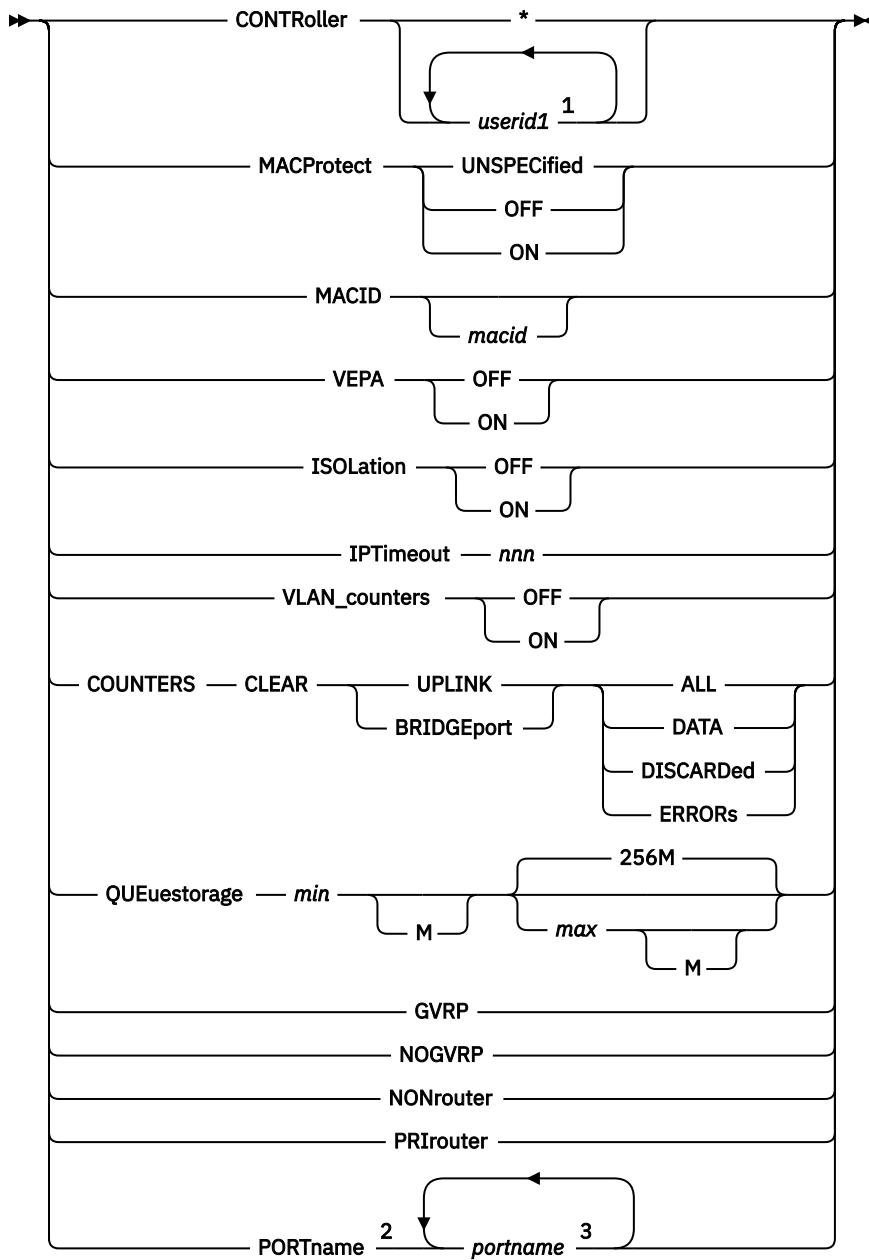 CONTRoller *
userid1 1
MACProtect UNSPECified
OFF
ON
MACID
macid
VEPA OFF
ON
ISOLation OFF
ON
IPTimeout nnn
VLAN_counters OFF
ON
COUNTERS CLEAR UPLINK ALL
BRIDGEport DATA
DISCARDed
ERRORs
256M
QUEuestorage min
M max
M
GVRP
NOGVRP
NONrouter
PRIrouter
PORTname 2 portname 3